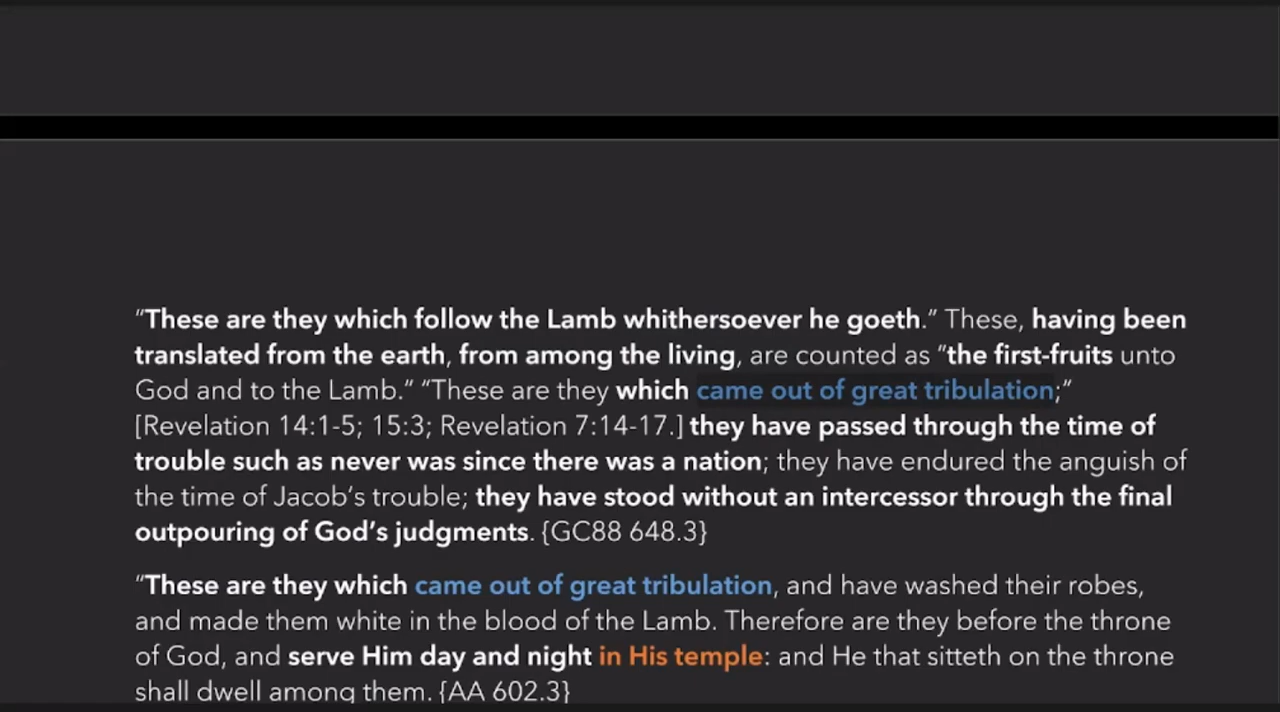 “These are they which follow the Lamb whithersoever he goeth.” These, having been
translated from the earth, from among the living, are counted as “the first-fruits unto
God and to the Lamb.” “These are they which came out of great tribulation;”
[Revelation 14:1-5; 15:3; Revelation 7:14-17.] they have passed through the time of
trouble such as never was since there was a nation; they have endured the anguish of
the time of Jacob’s trouble; they have stood without an intercessor through the final
outpouring of God’s judgments. {GC88 648.3}
“These are they which came out of great tribulation, and have washed their robes,
and made them white in the blood of the Lamb. Therefore are they before the throne
of God, and serve Him day and night in His temple: and He that sitteth on the throne
shall dwell among them. {AA 602.3}